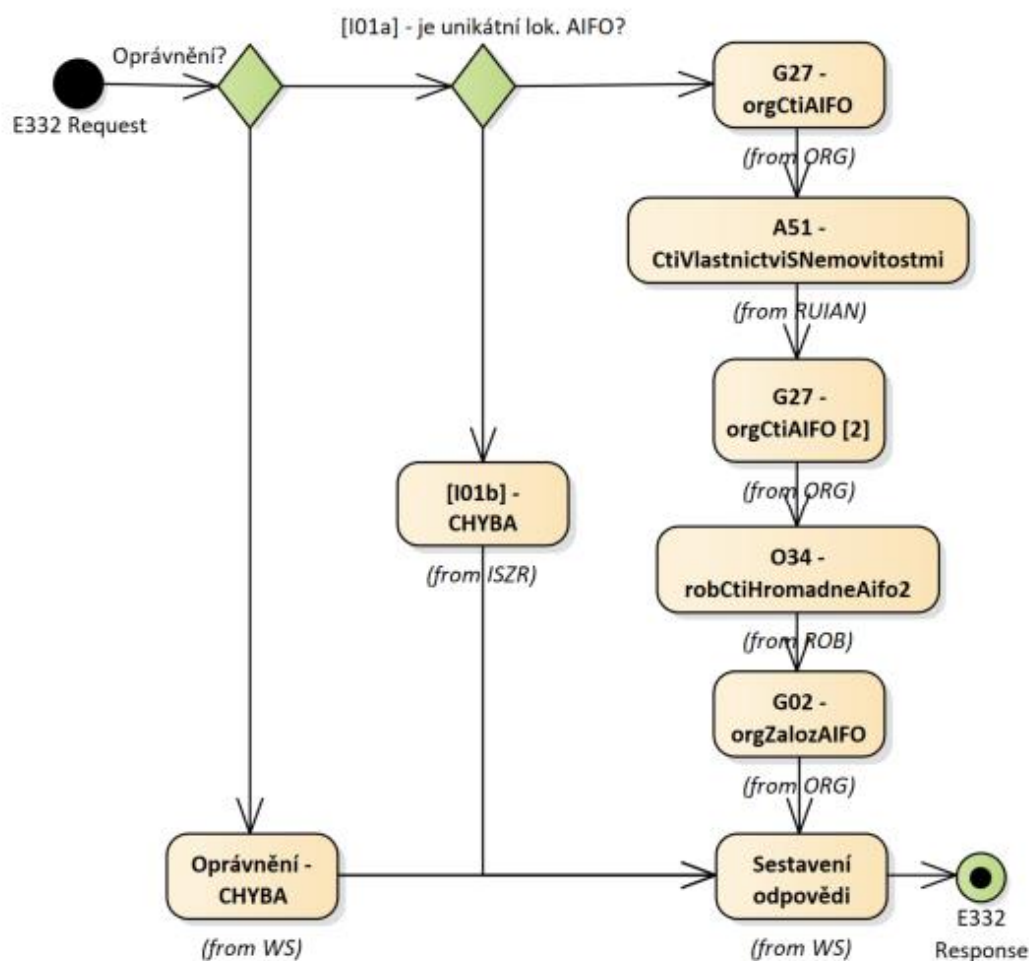 [I01a] - je unikátní lok. AIFO?
Oprávnění?
E332 Request
G27 -
orgCtiAIFO
(from ORG)
A51 -
CtiVlastnictviSNemovitostmi
(from RUIAN)
G27 -
orgCtiAIFO [2]
(from ORG)
[I01b] -
CHYBA
(from ISZR)
O34 -
robCtiHromadneAifo2
(from ROB)
G02 -
orgZalozAIFO
(from ORG)
Oprávnění -
CHYBA
(from WS)
Sestavení
odpovědi
(from WS)
E332
Response